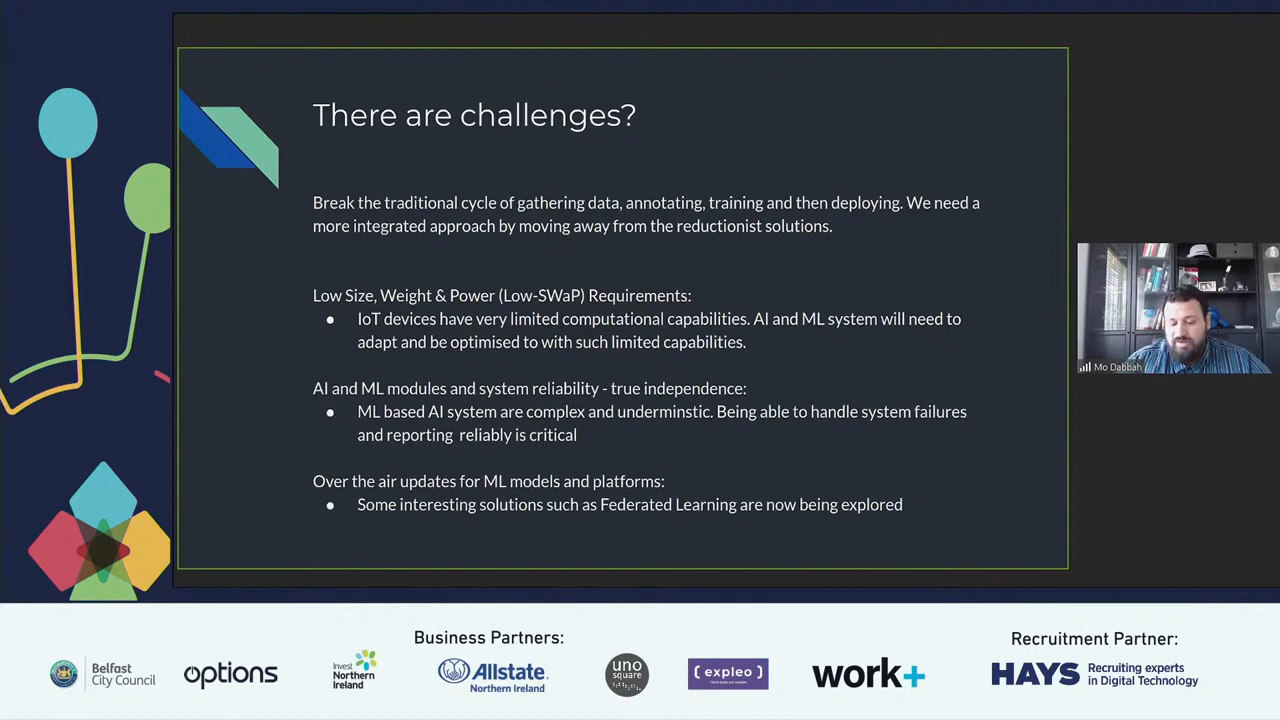 There are challenges?
Break the traditional cycle of gathering data, annotating, training and then deploying. We need a
more integrated approach by moving away from the reductionist solutions.
Low Size, Weight & Power (Low-SWaP) Requirements:
● IoT devices have very limited computational capabilities. AI and ML system will need to
adapt and be optimised to with such limited capabilities.
AI and ML modules and system reliability - true independence:
● ML based AI system are complex and underminstic. Being able to handle system failures
and reporting reliably is critical
Over the air updates for ML models and platforms:
● Some interesting solutions such as Federated Learning are now being explored
Mo Dabbah
Business Partners:
Recruitment Partner:
Belfast
City Council
options
Invest
Northern
Ireland
Allstate.
Northern Ireland
uno
square
{ expleo }
work+
HAYS
Recruiting experts
in Digital Technology